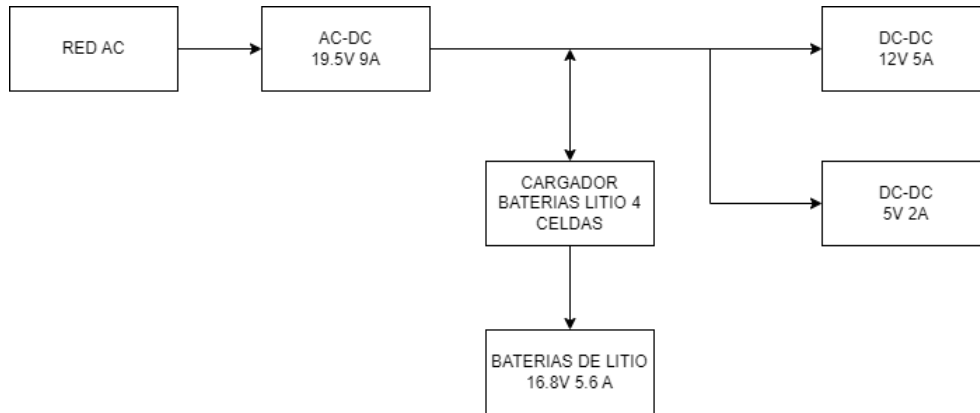 RED AC
AC-DC
19.5V 9A
DC-DC
12V 5A
CARGADOR
BATERIAS LITIO 4
CELDAS
DC-DC
5V 2A
BATERIAS DE LITIO
16.8V 5.6 A